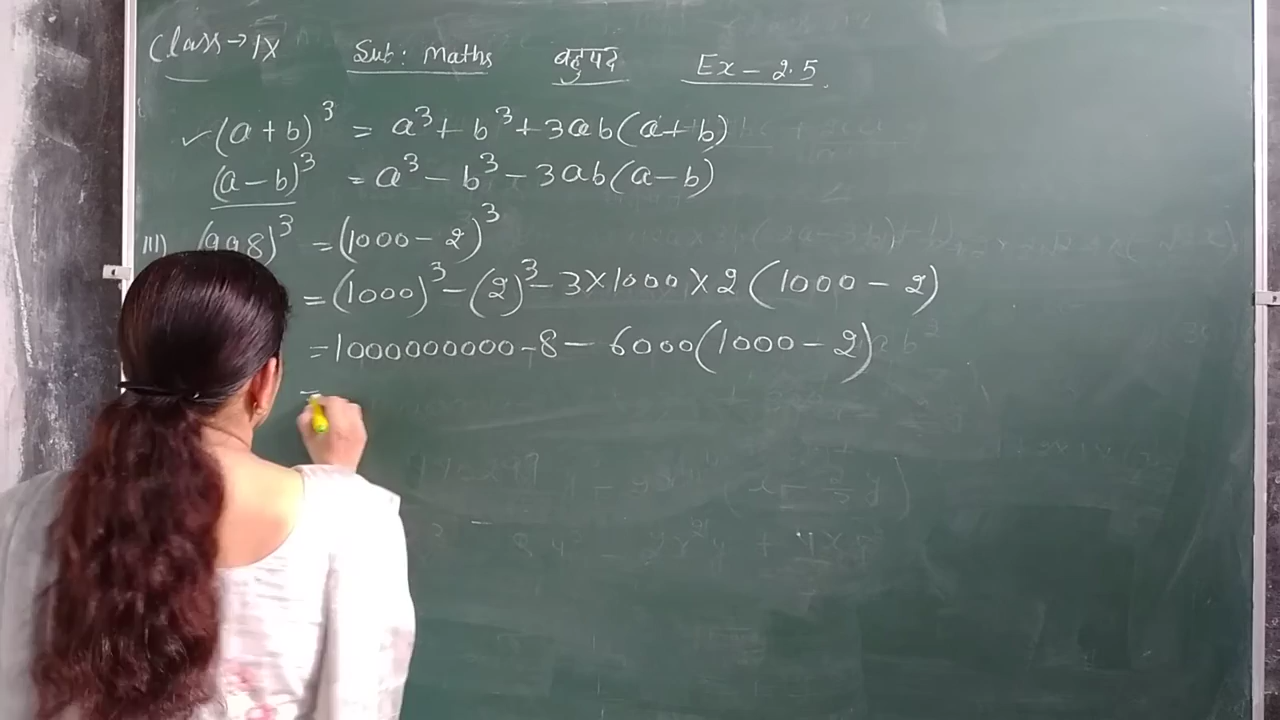 Class → IX Sub: Maths बहुपद Ex - 2.5
✓(a + b)³ = a³ + b³ + 3ab(a + b)
(a - b)³ = a³ - b³ - 3ab(a - b)
III) (998)³ = (1000 - 2)³
= (1000)³ - (2)³ - 3 × 1000 × 2 (1000 - 2)
= 1000000000 - 8 - 6000(1000 - 2)
=